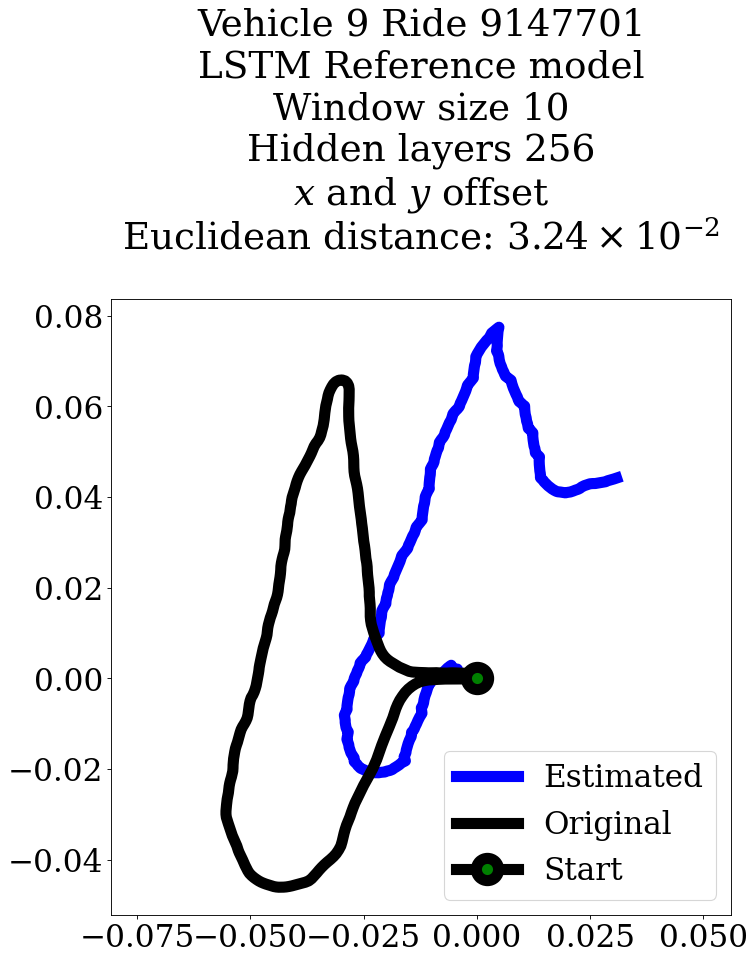 Vehicle 9 Ride 9147701
LSTM Reference model
Window size 10
Hidden layers 256
x and y offset
Euclidean distance: 3.24 × 10⁻²
0.08
0.06
0.04
0.02
0.00
−0.02
−0.04
Estimated
Original
Start
−0.075 −0.050 −0.025 0.000 0.025 0.050